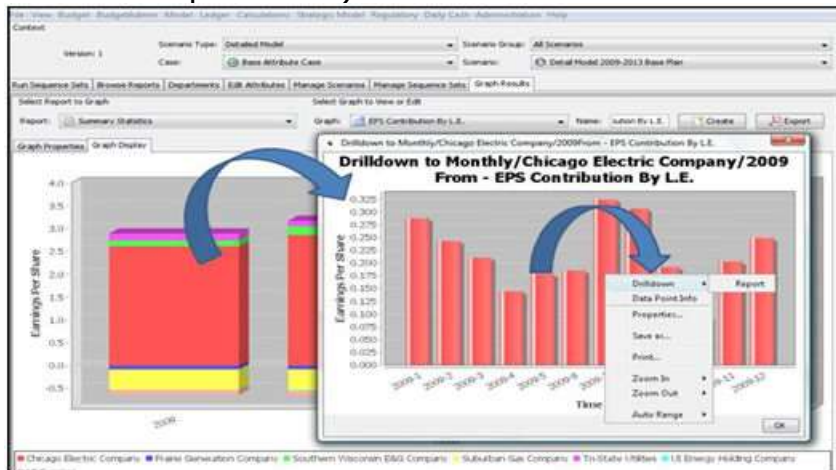 File View Budget BudgetAdmin Model Ledger Calculations Strategic Model Regulatory Daily Cash Administration Help
Context
Version: 1
Scenario Type: Detailed Model
Scenario Group: All Scenarios
Case: Base Attribute Case
Scenario: Detail Model 2009-2013 Base Plan
Run Sequence Sets Browse Reports Departments Edit Attributes Manage Scenarios Manage Sequence Sets Graph Results
Select Report to Graph
Select Graph to View or Edit
Report: Summary Statistics
Graph: EPS Contribution By L.E.
Name: ution By L.E.
Create
Export
Graph Properties Graph Display
Drilldown to Monthly/Chicago Electric Company/2009From - EPS Contribution By L.E.
Drilldown to Monthly/Chicago Electric Company/2009
From - EPS Contribution By L.E.
Earnings Per Share
4.0
3.5
3.0
2.5
2.0
1.5
1.0
0.5
0.0
-0.5
2009
Earnings Per Share
0.325
0.300
0.275
0.250
0.225
0.200
0.175
0.150
0.125
0.100
0.075
0.050
0.025
0.000
2009-1
2009-2
2009-3
2009-4
2009-5
2009-6
2009-11
2009-12
Time
Drilldown
Report
Data Point Info
Properties...
Save as...
Print...
Zoom In
Zoom Out
Auto Range
OK
Chicago Electric Company Prairie Generation Company Southern Wisconsin E&G Company Suburban Gas Company Tri-State Utilities US Energy Holding Company